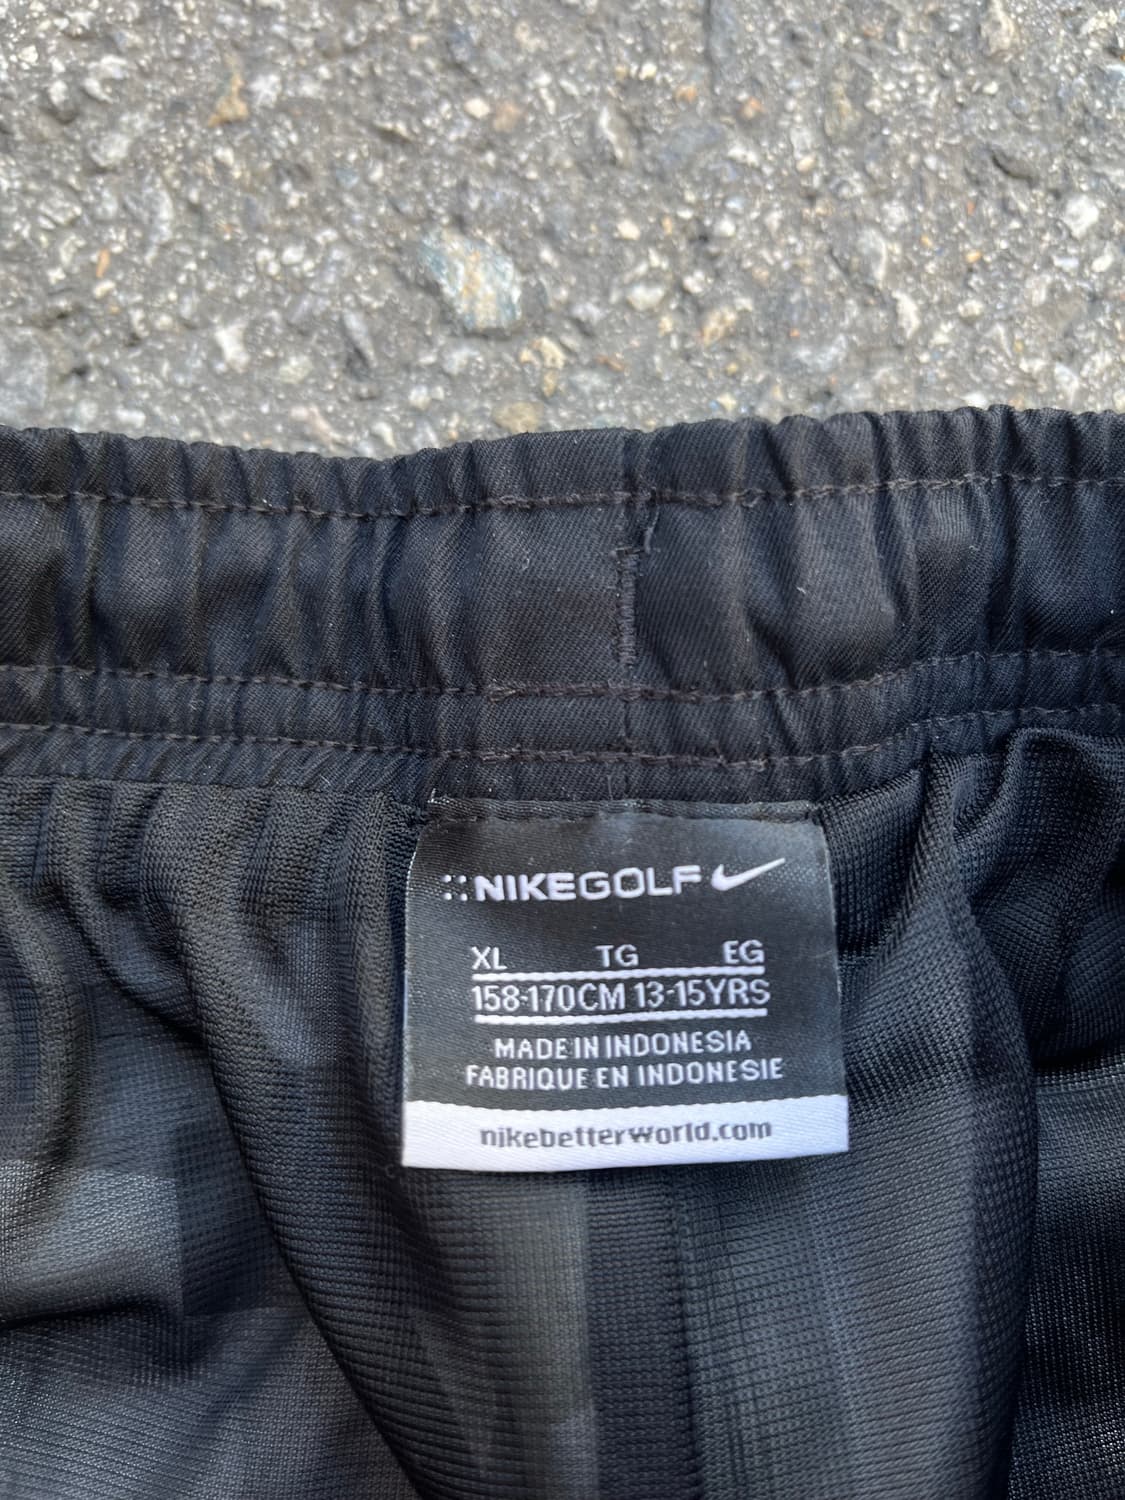 NIKEGOLF
XL TG EG
158-170CM 13-15YRS
MADE IN INDONESIA
FABRIQUE EN INDONESIE
nikebetterworld.com